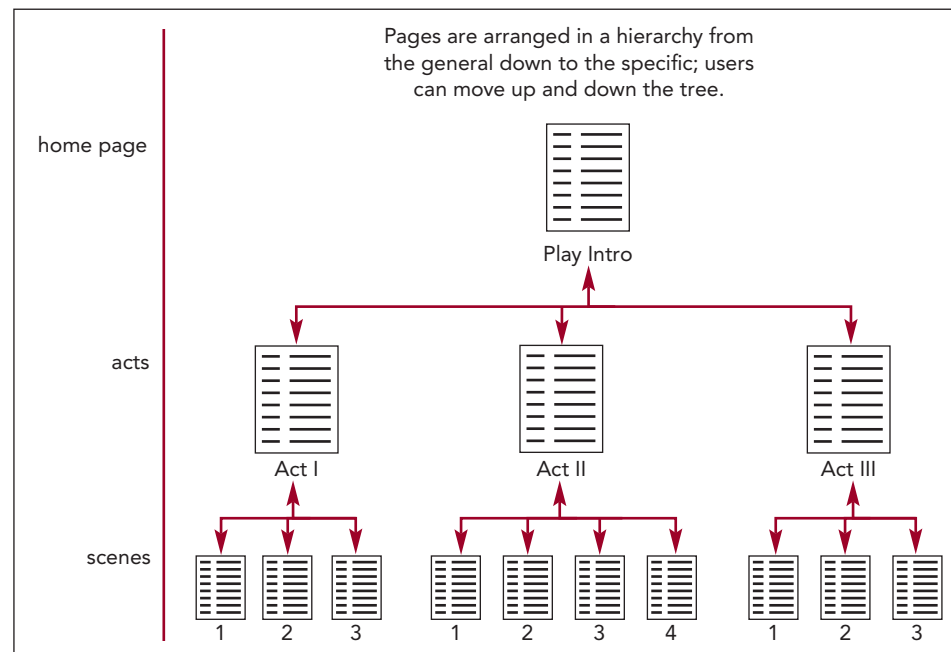 Pages are arranged in a hierarchy from
the general down to the specific; users
can move up and down the tree.
home page
Play Intro
acts
Act I
Act II
Act III
scenes
1 2 3 1 2 3 4 1 2 3